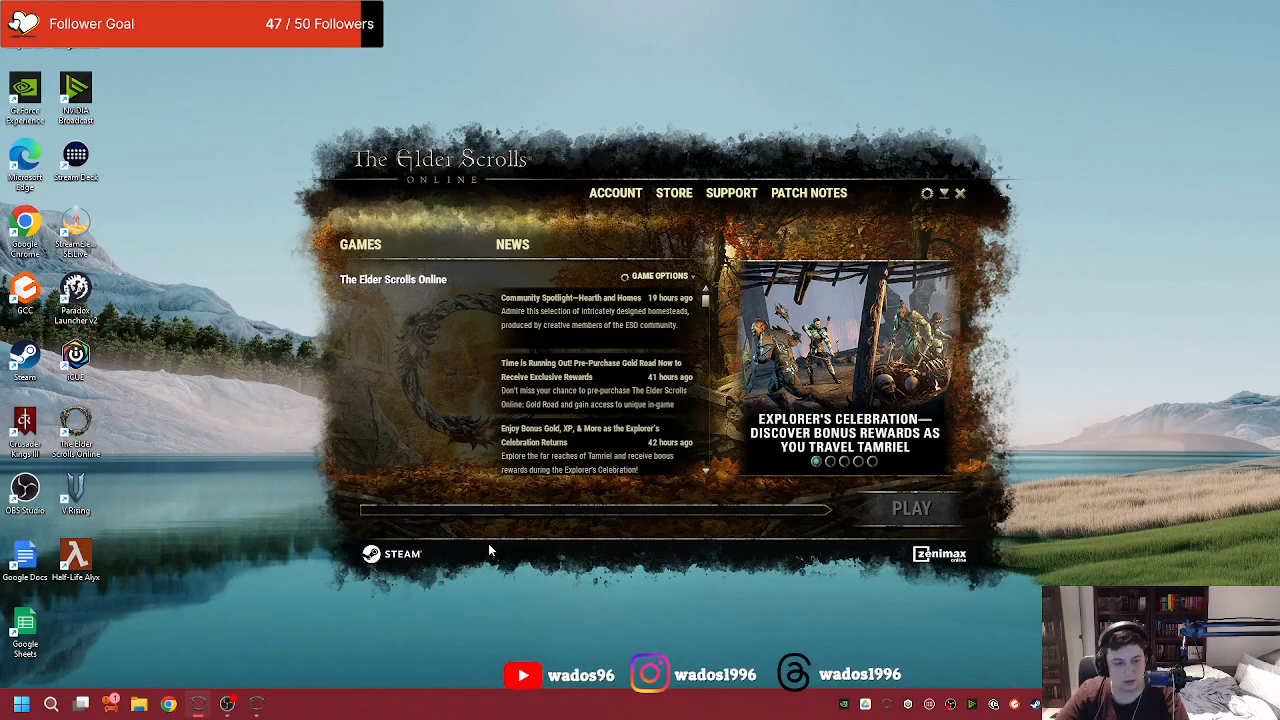 Follower Goal 47 / 50 Followers
GeForce Experience
NVIDIA Broadcast
Microsoft Edge
Stream Deck
Google Chrome
StreamEle... SE.Live
GCC
Paradox Launcher v2
Steam
iCUE
Crusader Kings III
The Elder Scrolls Online
OBS Studio
V Rising
Google Docs
Half-Life Alyx
Google Sheets
The Elder Scrolls
ONLINE
ACCOUNT STORE SUPPORT PATCH NOTES
GAMES NEWS
The Elder Scrolls Online
GAME OPTIONS
Community Spotlight—Hearth and Homes 19 hours ago
Admire this selection of intricately designed homesteads,
produced by creative members of the ESO community.
Time is Running Out! Pre-Purchase Gold Road Now to
Receive Exclusive Rewards 41 hours ago
Don't miss your chance to pre-purchase The Elder Scrolls
Online: Gold Road and gain access to unique in-game
Enjoy Bonus Gold, XP, & More as the Explorer's
Celebration Returns 42 hours ago
Explore the far reaches of Tamriel and receive bonus
rewards during the Explorer's Celebration!
EXPLORER'S CELEBRATION—
DISCOVER BONUS REWARDS AS
YOU TRAVEL TAMRIEL
PLAY
STEAM
zenimax
online
wados96 wados1996 wados1996